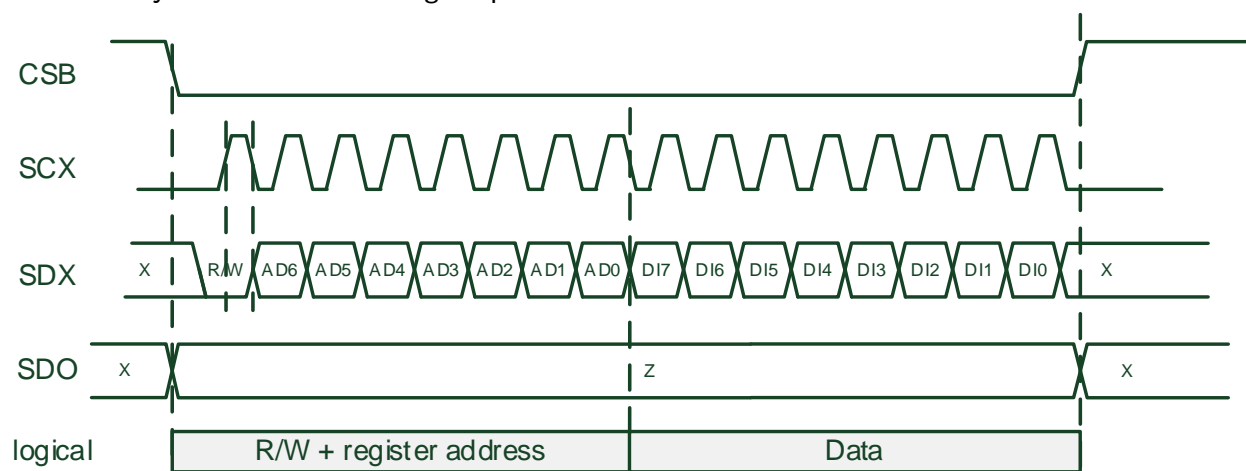 CSB
SCX
SDX X R/W AD6 AD5 AD4 AD3 AD2 AD1 AD0 DI7 DI6 DI5 DI4 DI3 DI2 DI1 DI0 X
SDO X Z X
logical R/W + register address Data